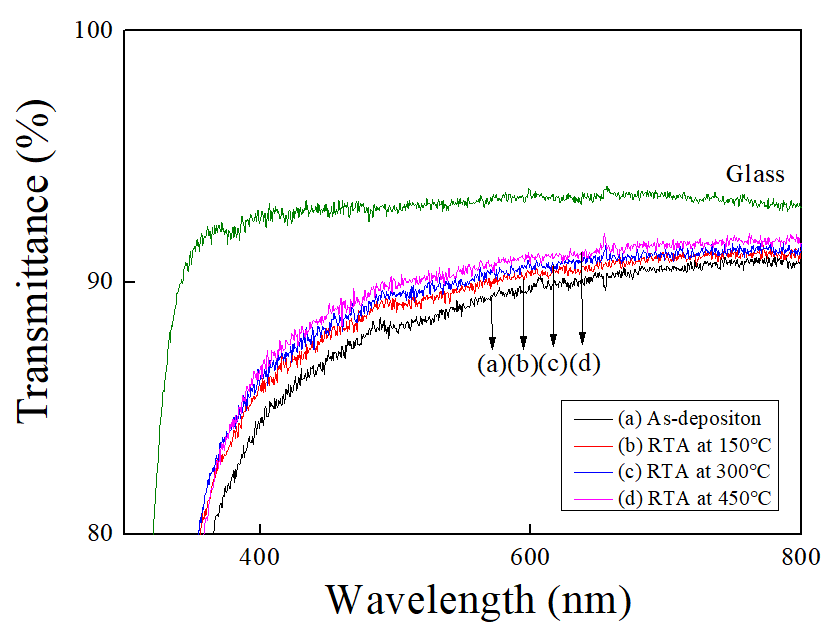 100
90
80
Transmittance (%)
Glass
(a)(b)(c)(d)
(a) As-depositon
(b) RTA at 150℃
(c) RTA at 300℃
(d) RTA at 450℃
400
600
800
Wavelength (nm)